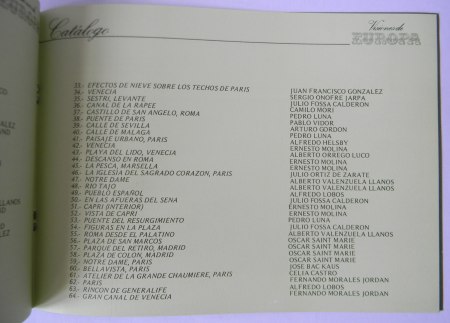 Catálogo
Visiones de
EUROPA
33.- EFECTOS DE NIEVE SOBRE LOS TECHOS DE PARIS
34.- VENECIA
35.- SESTRI, LEVANTE
36.- CANAL DE LA RAPEE
37.- CASTILLO DE SAN ANGELO, ROMA
38.- PUENTE DE PARIS
39.- CALLE DE SEVILLA
40.- CALLE DE MALAGA
41.- PAISAJE URBANO, PARIS
42.- VENECIA
43.- PLAYA DEL LIDO, VENECIA
44.- DESCANSO EN ROMA
45.- LA PESCA, MARSELLA
46.- LA IGLESIA DEL SAGRADO CORAZON, PARIS
47.- NOTRE DAME
48.- RIO TAJO
49.- PUEBLO ESPAÑOL
50.- EN LAS AFUERAS DEL SENA
51.- CAPRI (INTERIOR)
52.- VISTA DE CAPRI
53.- PUENTE DEL RESURGIMIENTO
54.- FIGURAS EN LA PLAZA
55.- ROMA DESDE EL PALATINO
56.- PLAZA DE SAN MARCOS
57.- PARQUE DEL RETIRO, MADRID
58.- PLAZA DE COLON, MADRID
59.- NOTRE DAME, PARIS
60.- BELLAVISTA, PARIS
61.- ATELIER DE LA GRANDE CHAUMIERE, PARIS
62.- PARIS
63.- RINCON DE GENERALIFE
64.- GRAN CANAL DE VENECIA
JUAN FRANCISCO GONZALEZ
SERGIO ONOFRE JARPA
JULIO FOSSA CALDERON
CAMILO MORI
PEDRO LUNA
PABLO VIDOR
ARTURO GORDON
PEDRO LUNA
ALFREDO HELSBY
ERNESTO MOLINA
ALBERTO ORREGO LUCO
ERNESTO MOLINA
ERNESTO MOLINA
JULIO ORTIZ DE ZARATE
ALBERTO VALENZUELA LLANOS
ALBERTO VALENZUELA LLANOS
ALFREDO LOBOS
JULIO FOSSA CALDERON
ERNESTO MOLINA
ERNESTO MOLINA
PEDRO LUNA
ALBERTO VALENZUELA LLANOS
OSCAR SAINT MARIE
OSCAR SAINT MARIE
OSCAR SAINT MARIE
OSCAR SAINT MARIE
JOSE BACKAUS
CELIA CASTRO
FERNANDO MORALES JORDAN
ALFREDO LOBOS
FERNANDO MORALES JORDAN